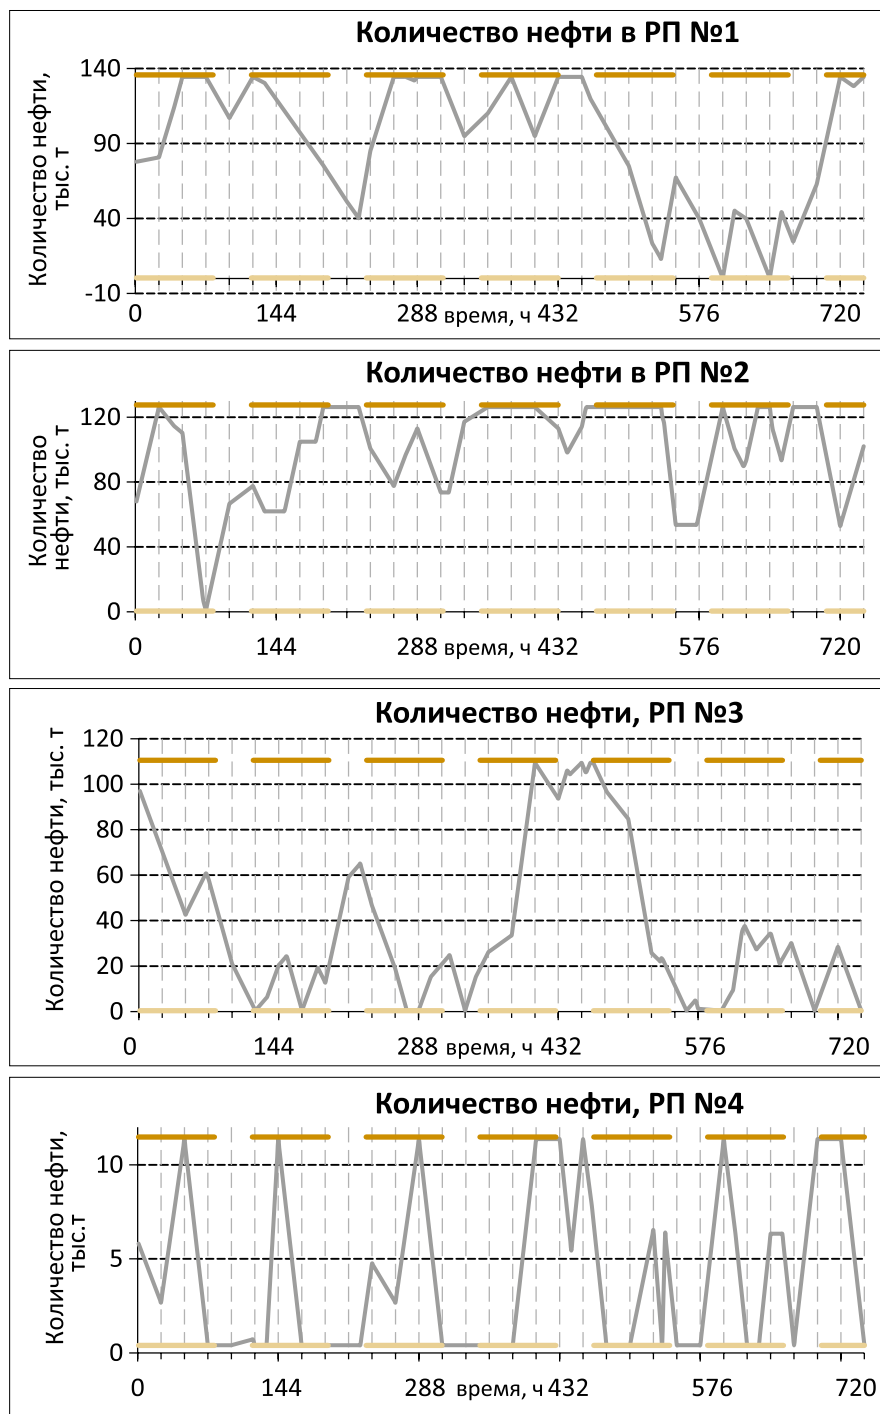 Количество нефти в РП №1
Количество нефти,
тыс. т
140
90
40
-10
0 144 288 время, ч 432 576 720
Количество нефти в РП №2
Количество
нефти, тыс. т
120
80
40
0
0 144 288 время, ч 432 576 720
Количество нефти, РП №3
Количество нефти, тыс. т
120
100
80
60
40
20
0
0 144 288 время, ч 432 576 720
Количество нефти, РП №4
Количество нефти,
тыс.т
10
5
0
0 144 288 время, ч 432 576 720